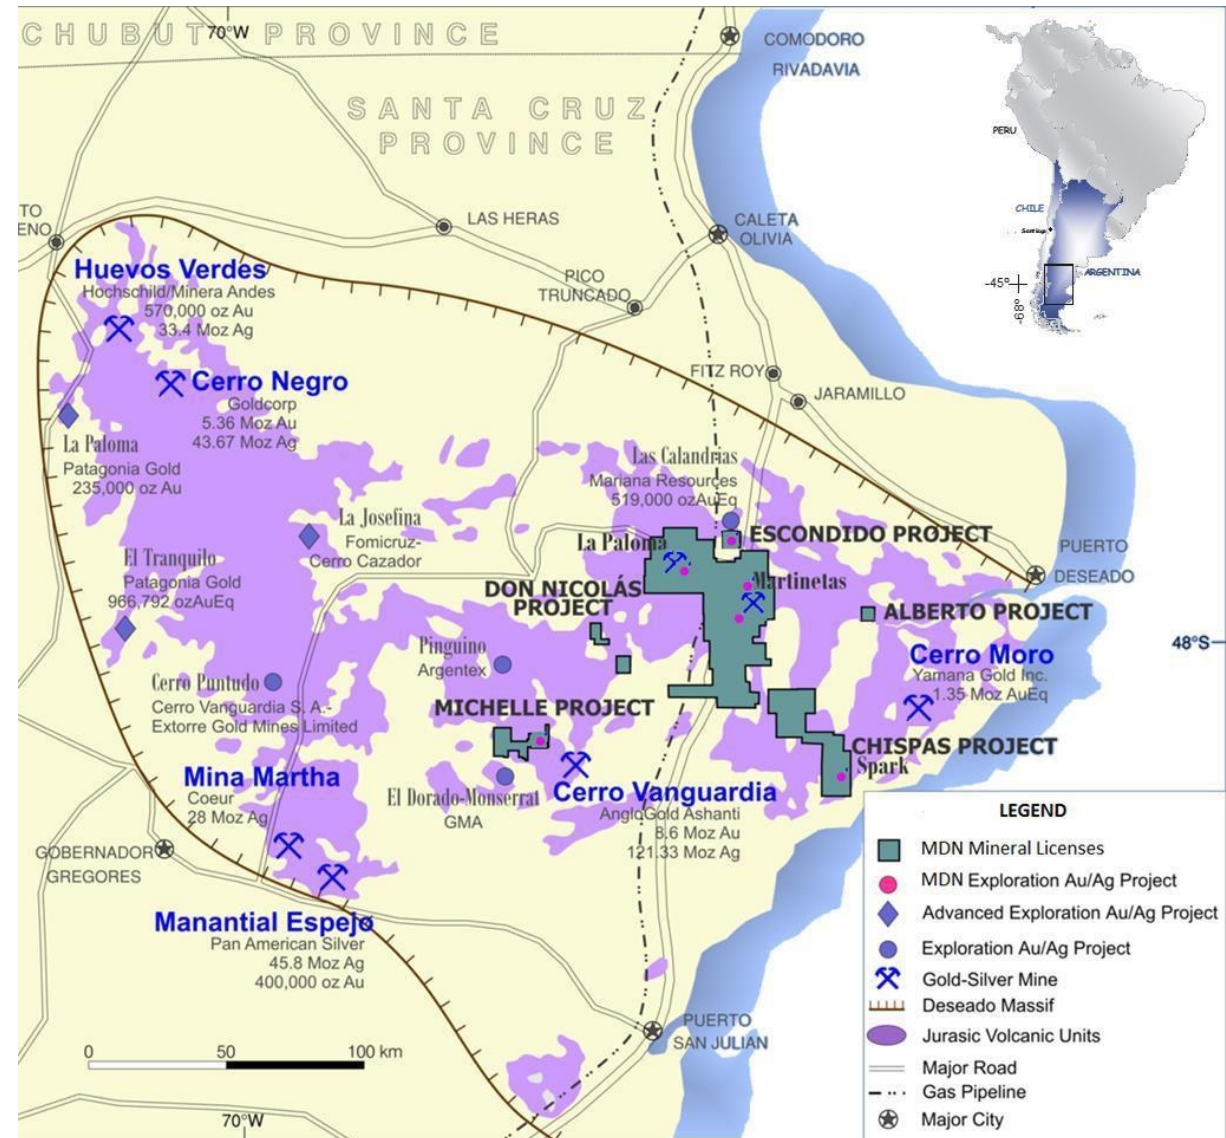 CHUBUT PROVINCE
70°W
COMODORO
RIVADAVIA
SANTA CRUZ
PROVINCE
PERU
CHILE
Santiago
ARGENTINA
-45°
-68°
TO
ENO
LAS HERAS
CALETA
OLIVIA
PICO
TRUNCADO
Huevos Verdes
Hochschild/Minera Andes
570,000 oz Au
33.4 Moz Ag
Cerro Negro
Goldcorp
5.36 Moz Au
43.67 Moz Ag
FITZ ROY
JARAMILLO
La Paloma
Patagonia Gold
235,000 oz Au
Las Calandrias
Mariana Resources
519,000 ozAuEq
La Josefina
Fomicruz-
Cerro Cazador
El Tranquilo
Patagonia Gold
966,792 ozAuEq
La Paloma
ESCONDIDO PROJECT
PUERTO
DESEADO
DON NICOLÁS
PROJECT
Martinetas
ALBERTO PROJECT
48°S
Pinguino
Argentex
Cerro Moro
Yamana Gold Inc.
1.35 Moz AuEq
Cerro Puntudo
Cerro Vanguardia S. A.-
Extorre Gold Mines Limited
MICHELLE PROJECT
CHISPAS PROJECT
Spark
Mina Martha
Coeur
28 Moz Ag
El Dorado-Monserrat
GMA
Cerro Vanguardia
AngloGold Ashanti
8.6 Moz Au
121.33 Moz Ag
GOBERNADOR
GREGORES
Manantial Espejo
Pan American Silver
45.8 Moz Ag
400,000 oz Au
PUERTO
SAN JULIAN
0 50 100 km
70°W
LEGEND
MDN Mineral Licenses
MDN Exploration Au/Ag Project
Advanced Exploration Au/Ag Project
Exploration Au/Ag Project
Gold-Silver Mine
Deseado Massif
Jurasic Volcanic Units
Major Road
Gas Pipeline
Major City